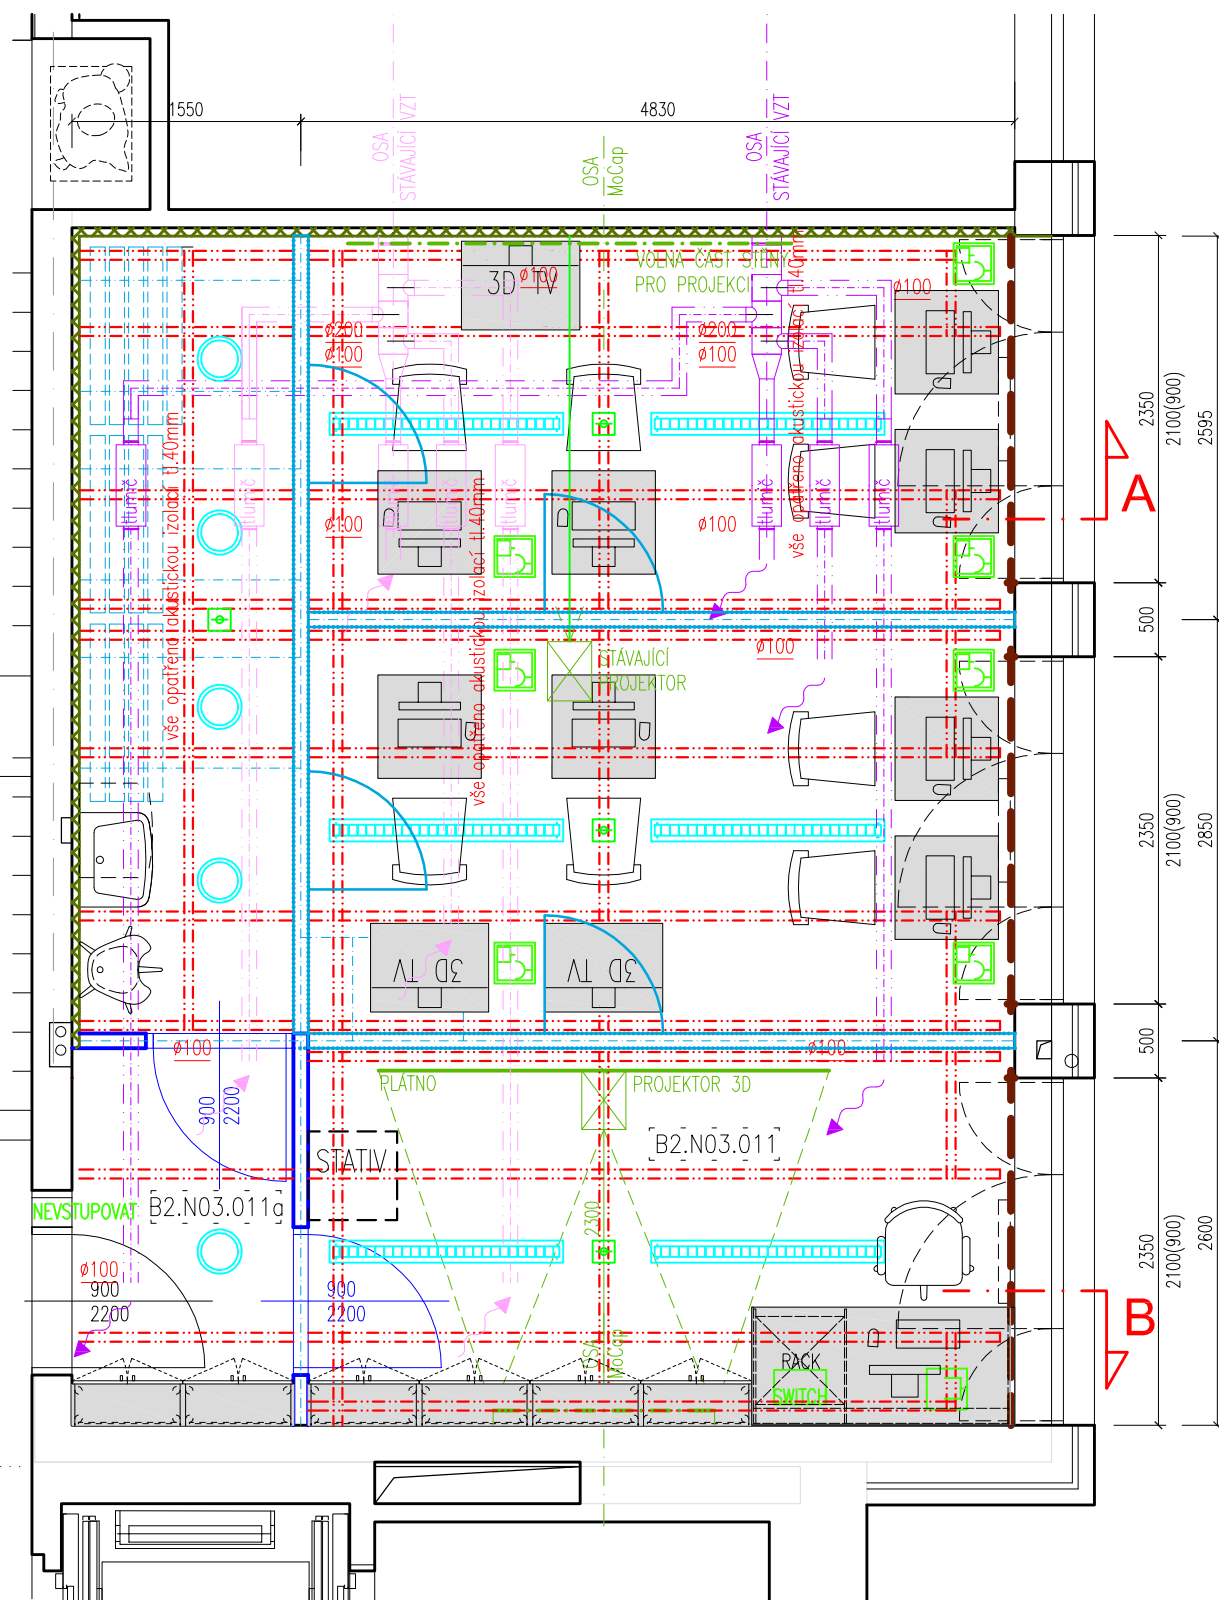 1550
4830
OSA
STÁVAJÍCÍ VZT
OSA
MoCap
OSA
STÁVAJÍCÍ VZT
VOLNÁ ČÁST STĚNY
PRO PROJEKCI
3D TV
ø100
ø100
ø200
ø100
ø200
ø100
vše opatřeno akustickou izolací tl.40mm
vše opatřeno akustickou izolací tl.40mm
vše opatřeno akustickou izolací tl.40mm
tlumič
tlumič
tlumič
tlumič
tlumič
tlumič
tlumič
tlumič
ø100
ø100
2350
2100(900)
2595
A
500
ø100
STÁVAJÍCÍ
PROJEKTOR
2350
2100(900)
2850
3D TV
3D TV
500
ø100
ø100
PLÁTNO
PROJEKTOR 3D
900
2200
STATIV
B2.N03.011
NEVSTUPOVAT
B2.N03.011a
2300
2350
2100(900)
2600
ø100
900
2200
900
2200
B
OSA
MoCap
RACK
SWITCH